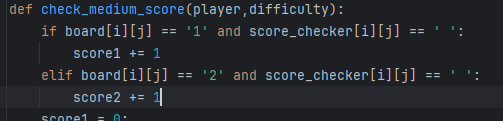 def check_medium_score(player,difficulty):
if board[i][j] == '1' and score_checker[i][j] == ' ':
score1 += 1
elif board[i][j] == '2' and score_checker[i][j] == ' ':
score2 += 1
score1 = 0: